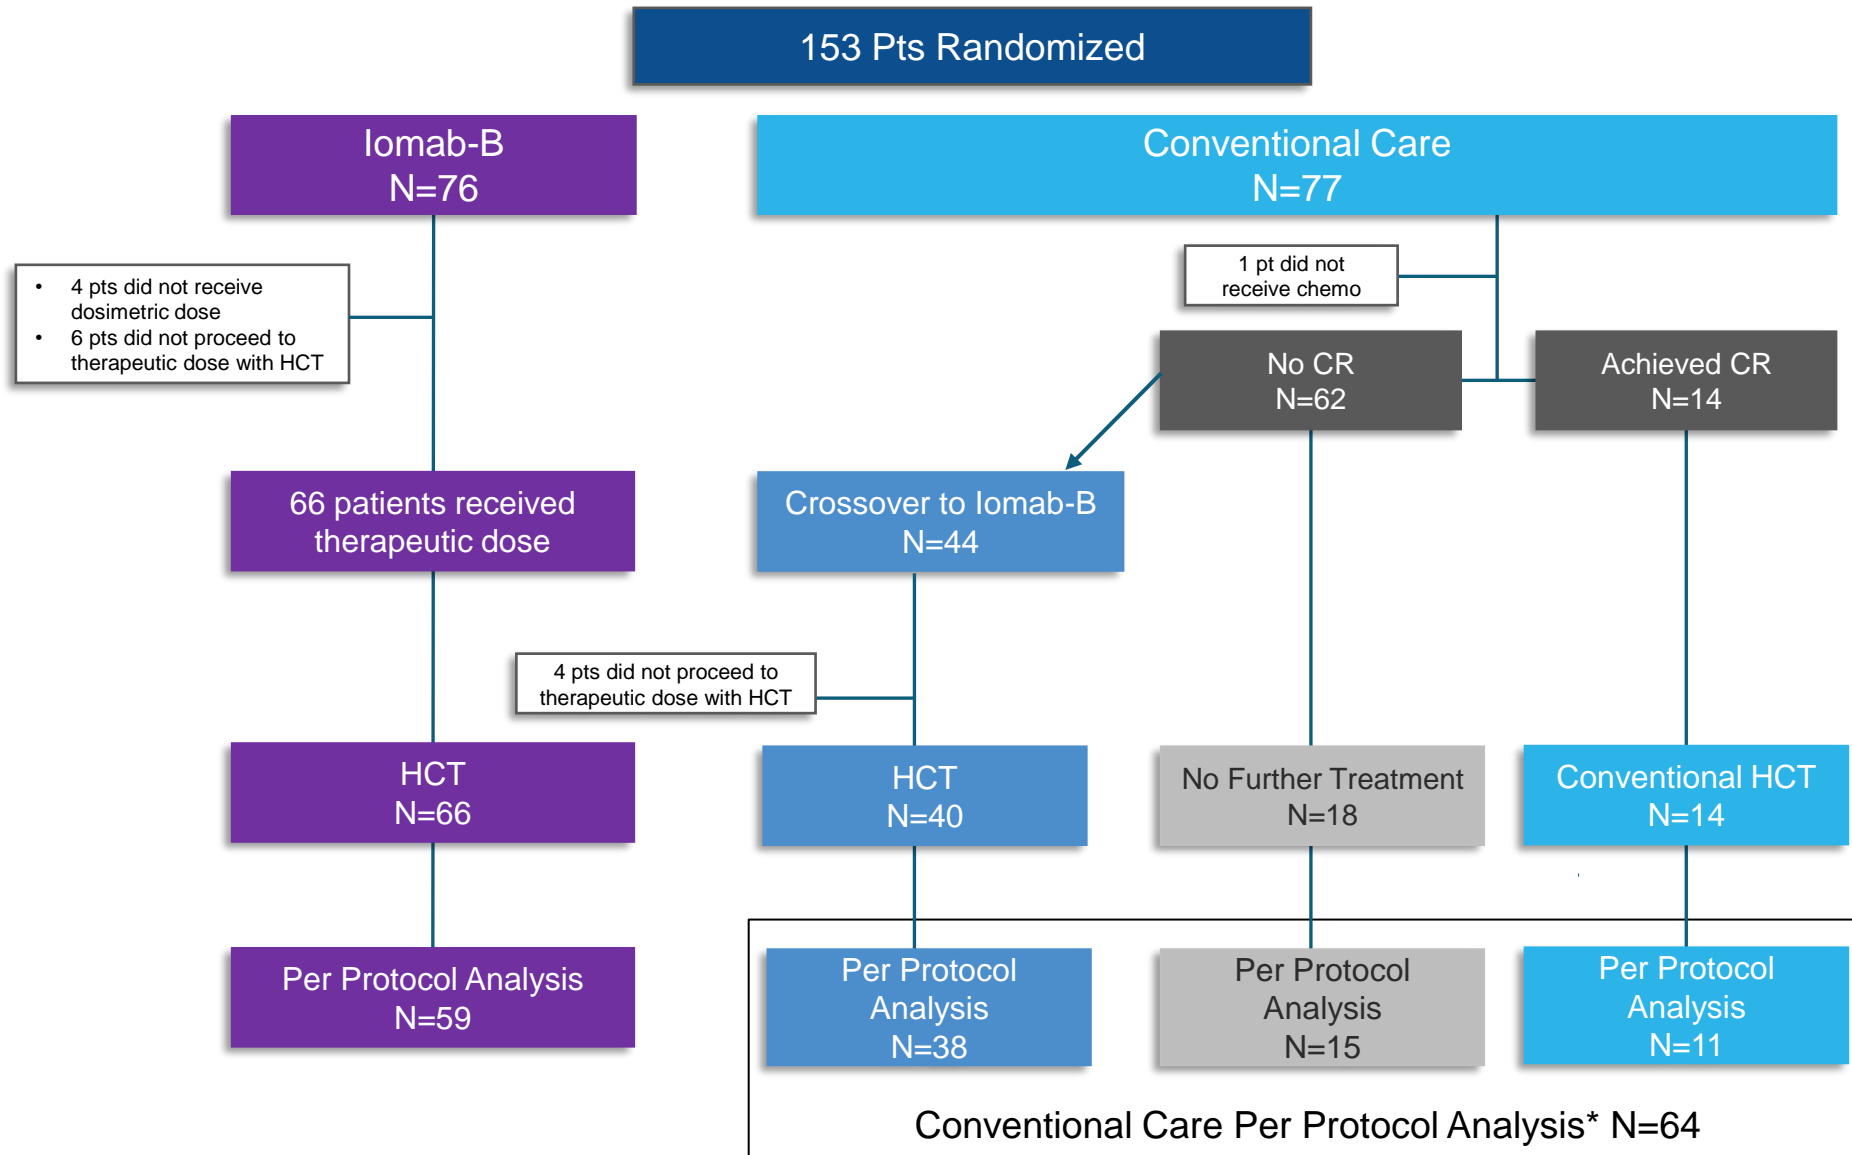 153 Pts Randomized
Iomab-B
N=76
Conventional Care
N=77
• 4 pts did not receive
dosimetric dose
• 6 pts did not proceed to
therapeutic dose with HCT
1 pt did not
receive chemo
No CR
N=62
Achieved CR
N=14
66 patients received
therapeutic dose
Crossover to Iomab-B
N=44
4 pts did not proceed to
therapeutic dose with HCT
HCT
N=66
HCT
N=40
No Further Treatment
N=18
Conventional HCT
N=14
Per Protocol Analysis
N=59
Per Protocol
Analysis
N=38
Per Protocol
Analysis
N=15
Per Protocol
Analysis
N=11
Conventional Care Per Protocol Analysis* N=64